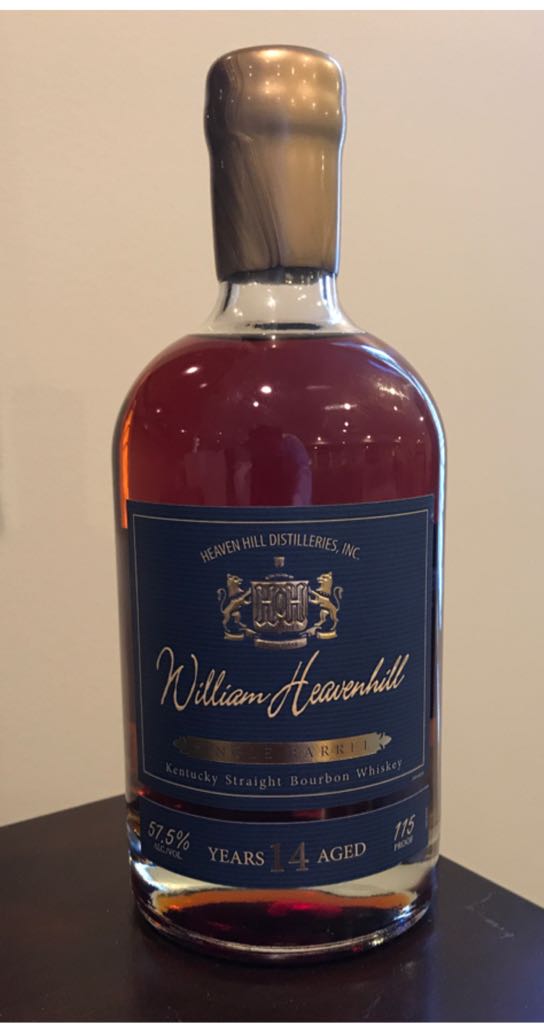 HEAVEN HILL DISTILLERIES, INC.
HH
William Heavenhill
SINGLE BARREL
Kentucky Straight Bourbon Whiskey
57.5%
ALC/VOL
YEARS 14 AGED
115
PROOF